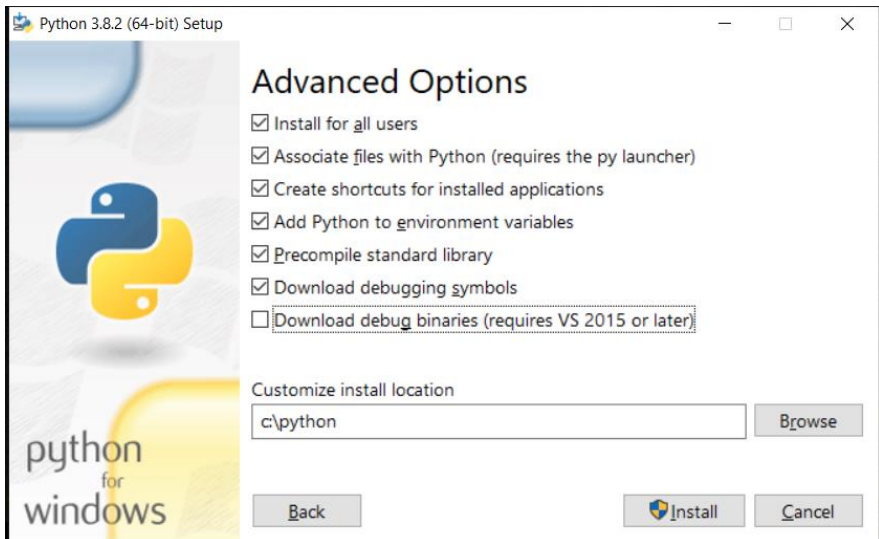 Python 3.8.2 (64-bit) Setup
Advanced Options
Install for all users
Associate files with Python (requires the py launcher)
Create shortcuts for installed applications
Add Python to environment variables
Precompile standard library
Download debugging symbols
Download debug binaries (requires VS 2015 or later)
Customize install location
c:\python
Browse
python
for
windows
Back
Install
Cancel